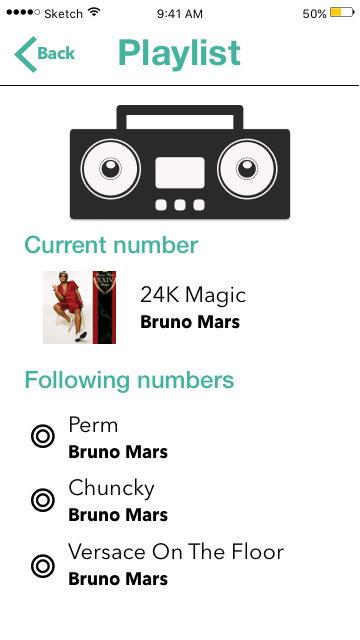 Sketch 9:41 AM 50%
Back Playlist
Current number
24K Magic
Bruno Mars
Following numbers
Perm
Bruno Mars
Chuncky
Bruno Mars
Versace On The Floor
Bruno Mars